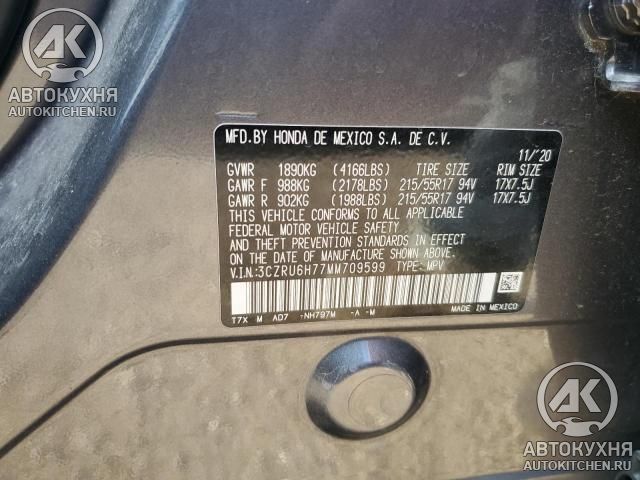 AK
АВТОКУХНЯ
AUTOKITCHEN.RU
MFD.BY HONDA DE MEXICO S.A. DE C.V.
11/'20
GVWR 1890KG (4166LBS) TIRE SIZE RIM SIZE
GAWR F 988KG (2178LBS) 215/55R17 94V 17X7.5J
GAWR R 902KG (1988LBS) 215/55R17 94V 17X7.5J
THIS VEHICLE CONFORMS TO ALL APPLICABLE
FEDERAL MOTOR VEHICLE SAFETY
AND THEFT PREVENTION STANDARDS IN EFFECT
ON THE DATE OF MANUFACTURE SHOWN ABOVE.
V.I.N:3CZRU6H77MM709599 TYPE: MPV
T7X M AD7 -NH797M -A -M MADE IN MEXICO
AK
АВТОКУХНЯ
AUTOKITCHEN.RU